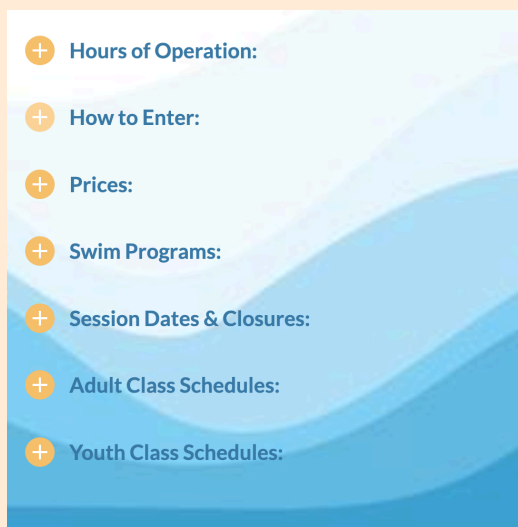 Hours of Operation:
How to Enter:
Prices:
Swim Programs:
Session Dates & Closures:
Adult Class Schedules:
Youth Class Schedules: